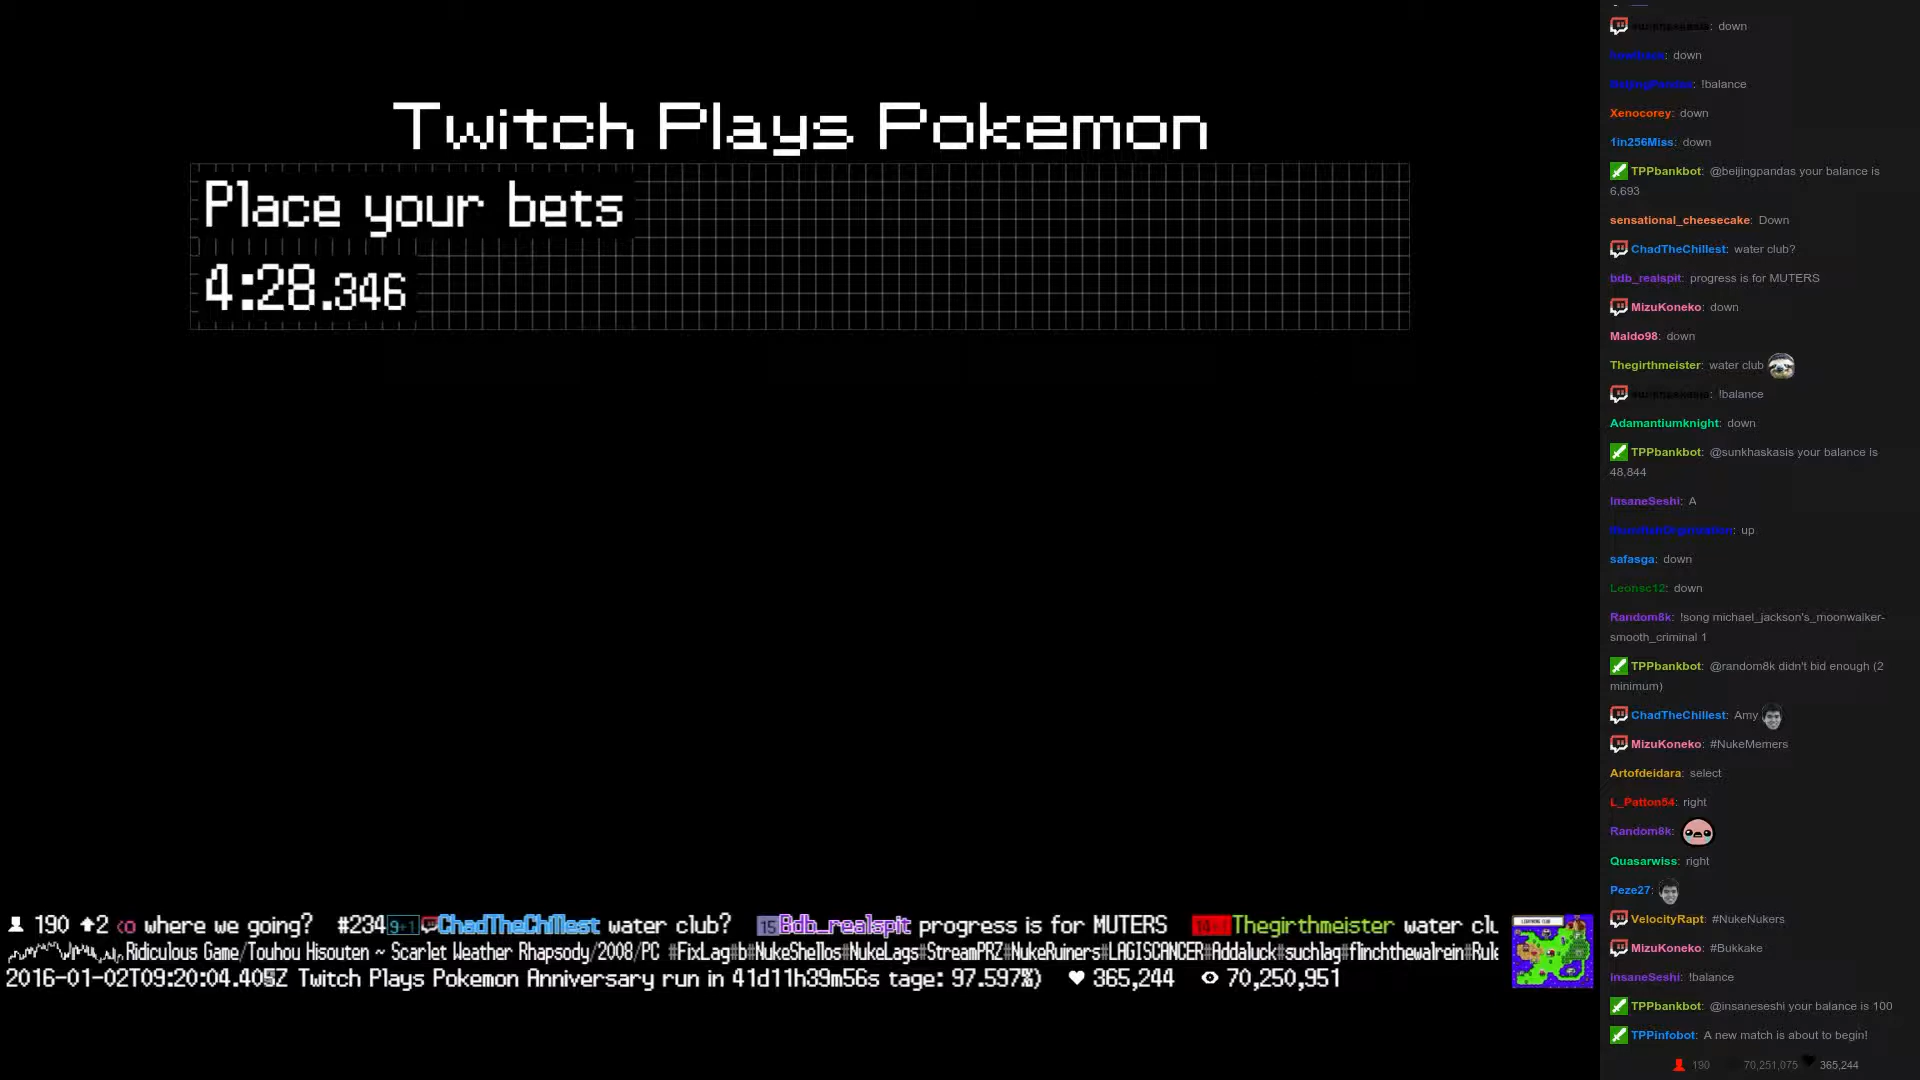 Twitch Plays Pokemon
Place your bets
4:28.346
190 2 where we going? #234 9+1 ChadTheChillest water club? 15 Bdb_realspit progress is for MUTERS Thegirthmeister water cl
Ridiculous Game/Touhou Hisouten ~ Scarlet Weather Rhapsody/2008/PC #FixLag#b#NukeShellos#NukeLags#StreamPRZ#NukeRuiners#LAGISCANCER#Addaluck#suchlag#flinchthewalrein#Rule
2016-01-02T09:20:04.405Z Twitch Plays Pokemon Anniversary run in 41d11h39m56s tage: 97.597%) 365,244 70,250,951
: down
: down
BeijingPandas: !balance
Xenocorey: down
1in256Miss: down
TPPbankbot: @beijingpandas your balance is
6,693
sensational_cheesecake: Down
ChadTheChillest: water club?
bdb_realspit: progress is for MUTERS
MizuKoneko: down
Maldo98: down
Thegirthmeister: water club
: !balance
Adamantiumknight: down
TPPbankbot: @sunkhaskasis your balance is
48,844
InsaneSeshi: A
: up
safasga: down
Leonsc12: down
Random8k: !song michael_jackson's_moonwalker-
smooth_criminal 1
TPPbankbot: @random8k didn't bid enough (2
minimum)
ChadTheChillest: Amy
MizuKoneko: #NukeMemers
Artofdeidara: select
L_Patton54: right
Random8k:
Quasarwiss: right
Peze27:
VelocityRapt: #NukeNukers
MizuKoneko: #Bukkake
InsaneSeshi: !balance
TPPbankbot: @insaneseshi your balance is 100
TPPinfobot: A new match is about to begin!
190 70,251,075 365,244